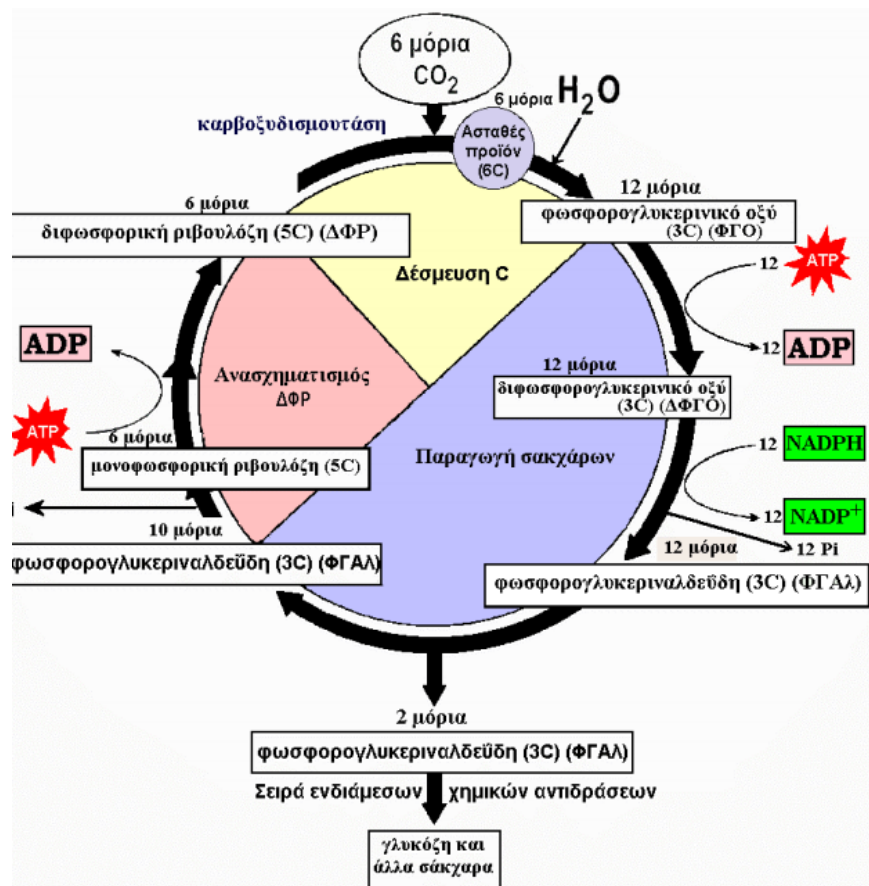 6 μόρια
CO2
6 μόρια H2O
καρβοξυδισμουτάση
Ασταθές
προϊόν
(6C)
12 μόρια
φωσφορογλυκερινικό οξύ
(3C) (ΦΓΟ)
6 μόρια
διφωσφορική ριβουλόζη (5C) (ΔΦΡ)
Δέσμευση C
12 ATP
12 ADP
ADP
Ανασχηματισμός
ΔΦΡ
12 μόρια
διφωσφορογλυκερινικό οξύ
(3C) (ΔΦΓΟ)
ATP
6 μόρια
μονοφωσφορική ριβουλόζη (5C)
Παραγωγή σακχάρων
12 NADPH
12 NADP+
i
10 μόρια
φωσφορογλυκεριναλδεΰδη (3C) (ΦΓΑλ)
12 μόρια
12 Pi
φωσφορογλυκεριναλδεΰδη (3C) (ΦΓΑλ)
2 μόρια
φωσφορογλυκεριναλδεΰδη (3C) (ΦΓΑλ)
Σειρά ενδιάμεσων χημικών αντιδράσεων
γλυκόζη και
άλλα σάκχαρα